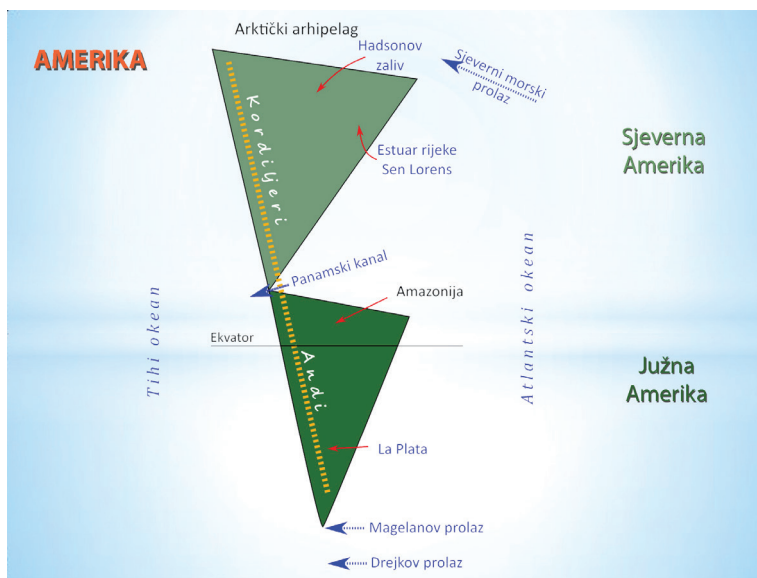 Arktički arhipelag
AMERIKA
Hadsonov
zaliv
Sjeverni morski
prolaz
Kordiljeri
Sjeverna
Amerika
Estuar rijeke
Sen Lorens
Panamski kanal
Tihi okean
Atlantski okean
Amazonija
Ekvator
Andi
Južna
Amerika
La Plata
Magelanov prolaz
Drejkov prolaz